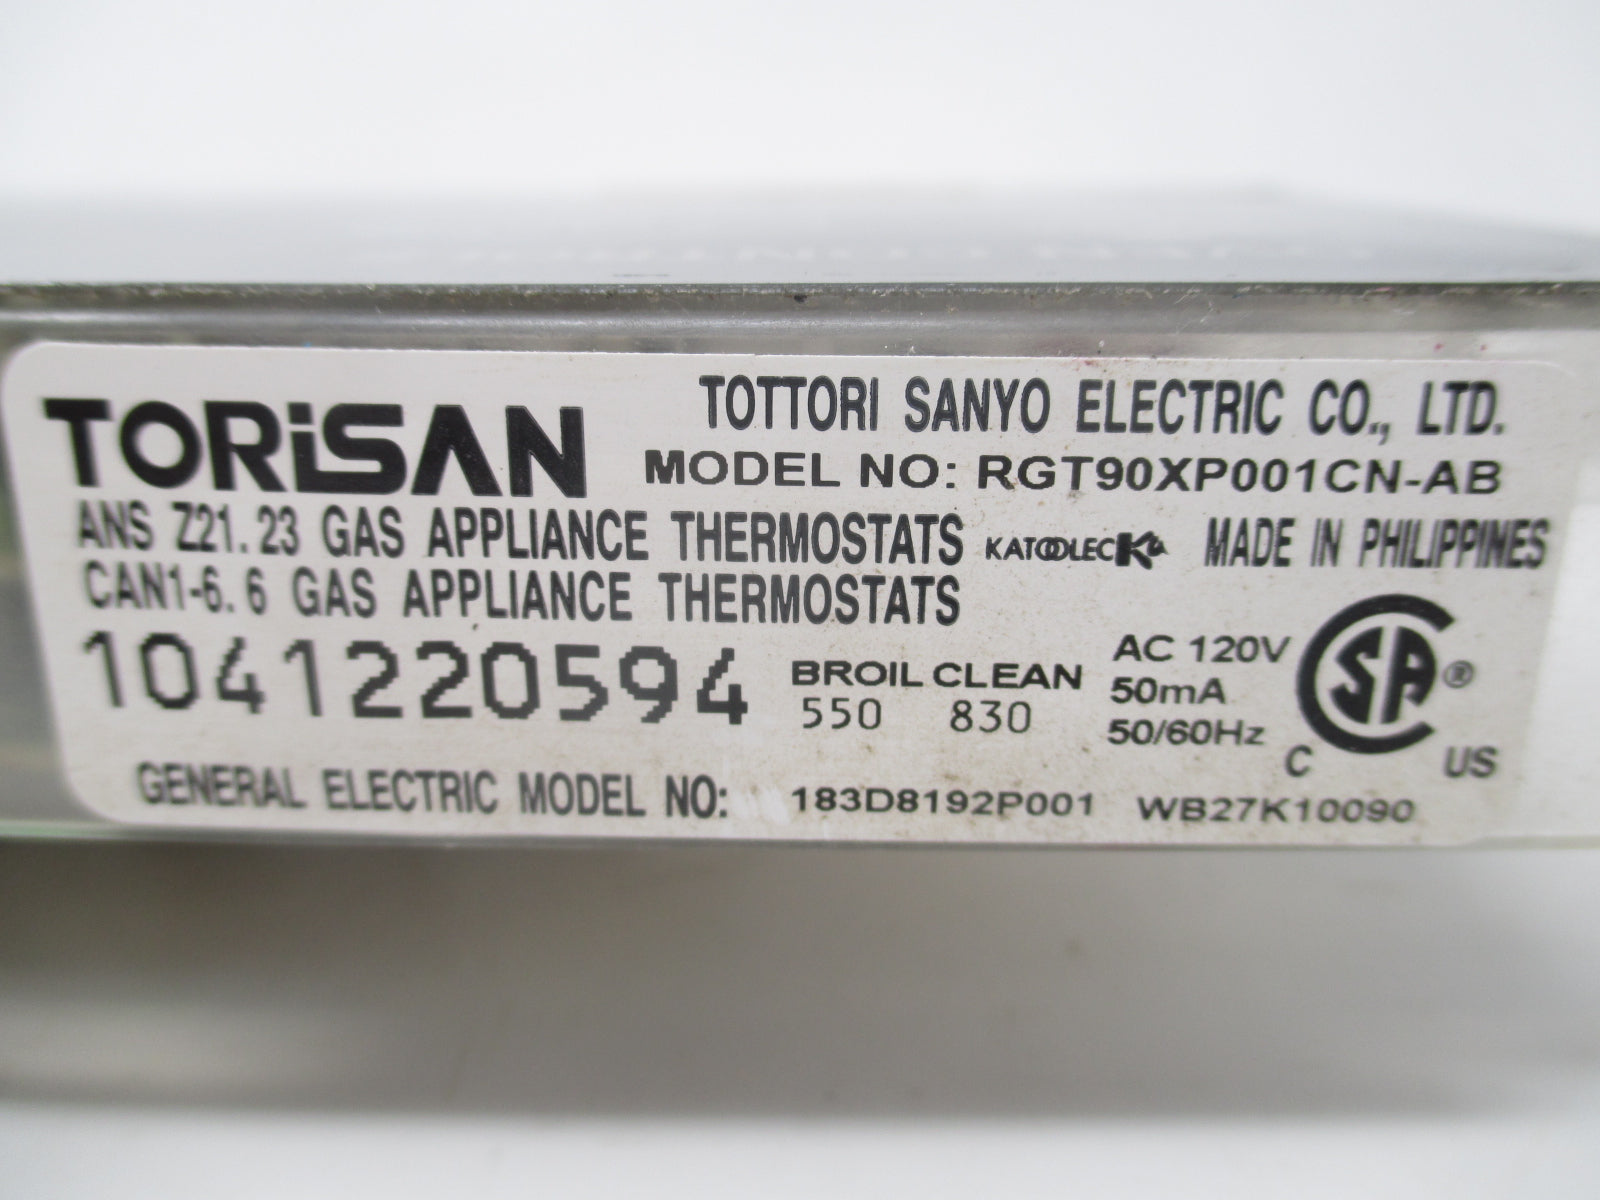 TORiSAN
TOTTORI SANYO ELECTRIC CO., LTD.
MODEL NO: RGT90XP001CN-AB
ANS Z21.23 GAS APPLIANCE THERMOSTATS
MADE IN PHILIPPINES
CAN1-6.6 GAS APPLIANCE THERMOSTATS
1041220594
BROIL CLEAN
550 830
AC 120V
50mA
50/60Hz
SA ®
C US
GENERAL ELECTRIC MODEL NO: 183D8192P001 WB27K10090